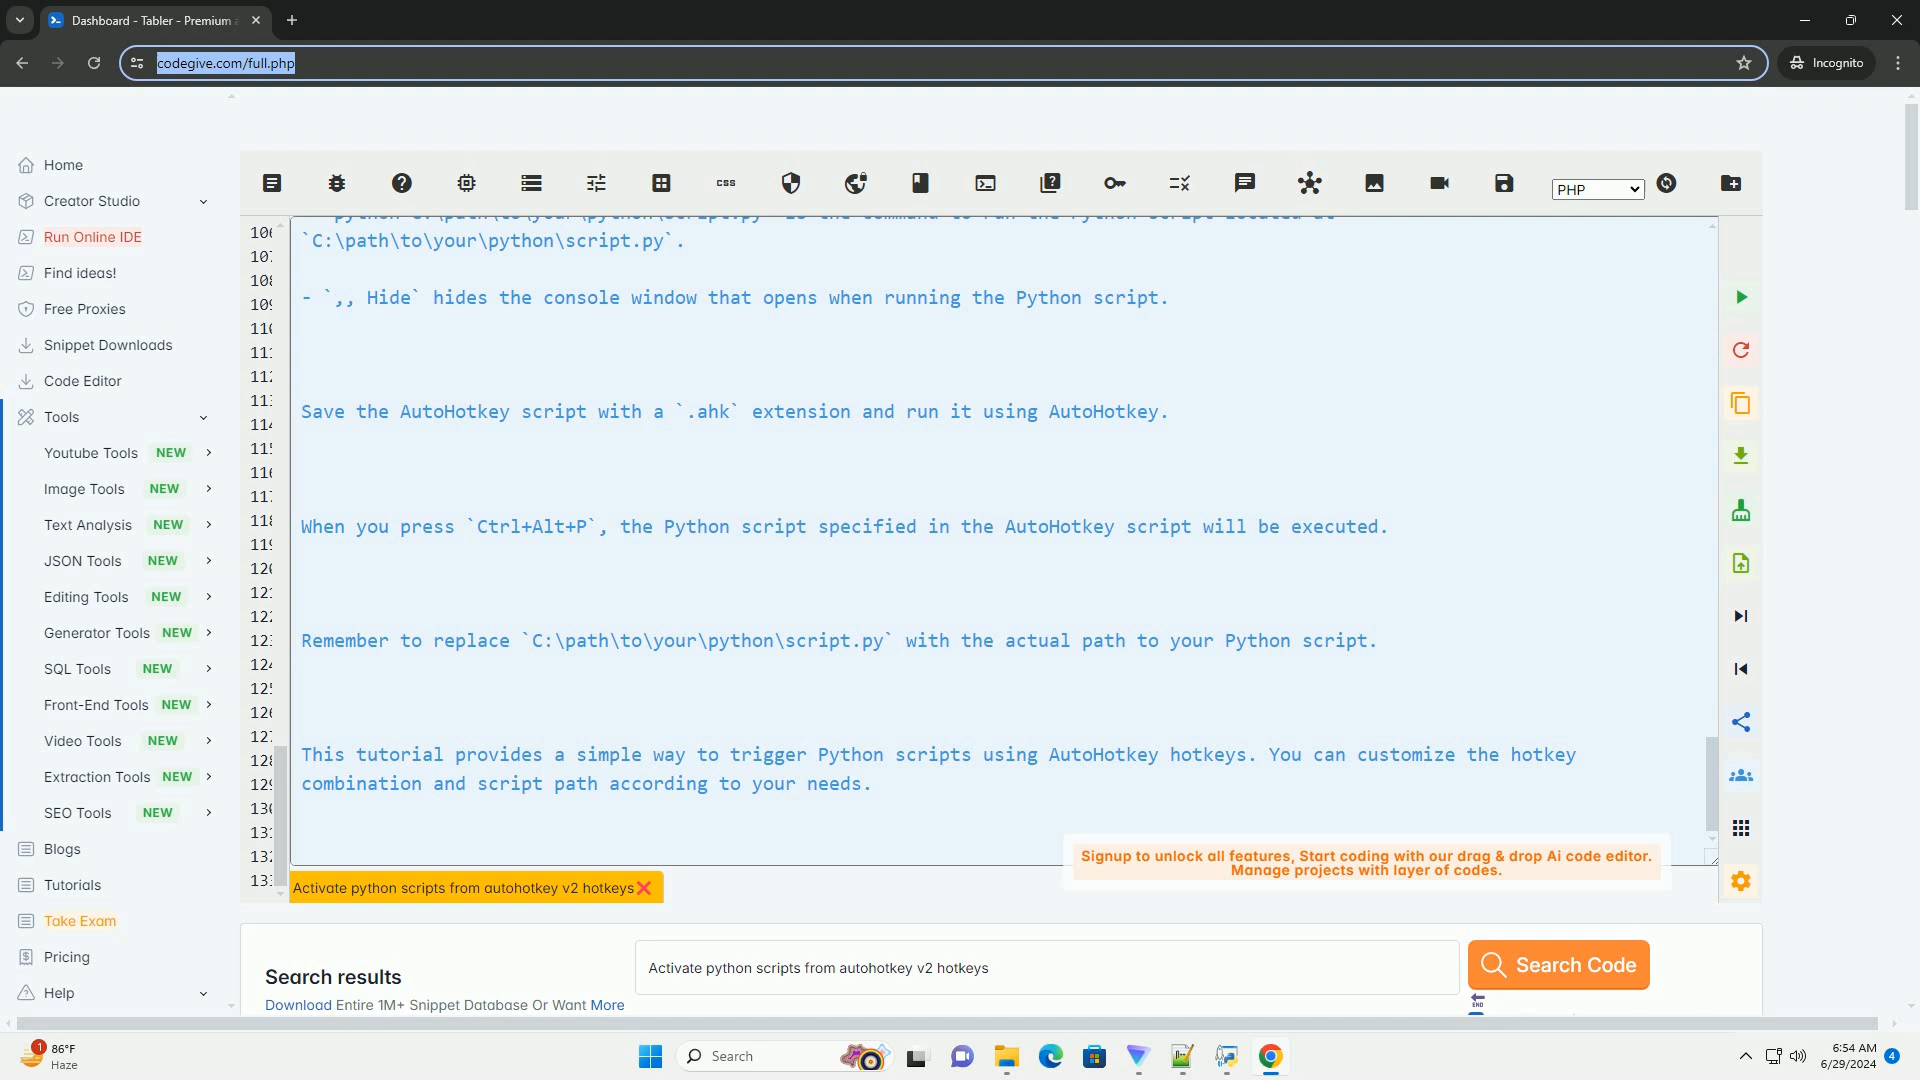 Dashboard - Tabler - Premium
codegive.com/full.php
Incognito
Home
Creator Studio
Run Online IDE
Find ideas!
Free Proxies
Snippet Downloads
Code Editor
Tools
Youtube Tools NEW
Image Tools NEW
Text Analysis NEW
JSON Tools NEW
Editing Tools NEW
Generator Tools NEW
SQL Tools NEW
Front-End Tools NEW
Video Tools NEW
Extraction Tools NEW
SEO Tools NEW
Blogs
Tutorials
Take Exam
Pricing
Help
css
PHP
`C:\path\to\your\python\script.py`.
- `,, Hide` hides the console window that opens when running the Python script.
Save the AutoHotkey script with a `.ahk` extension and run it using AutoHotkey.
When you press `Ctrl+Alt+P`, the Python script specified in the AutoHotkey script will be executed.
Remember to replace `C:\path\to\your\python\script.py` with the actual path to your Python script.
This tutorial provides a simple way to trigger Python scripts using AutoHotkey hotkeys. You can customize the hotkey
combination and script path according to your needs.
Signup to unlock all features, Start coding with our drag & drop Ai code editor.
Manage projects with layer of codes.
Activate python scripts from autohotkey v2 hotkeys
Search results
Download Entire 1M+ Snippet Database Or Want More
Activate python scripts from autohotkey v2 hotkeys
Search Code
END
1
86°F
Haze
Search
6:54 AM
6/29/2024
4